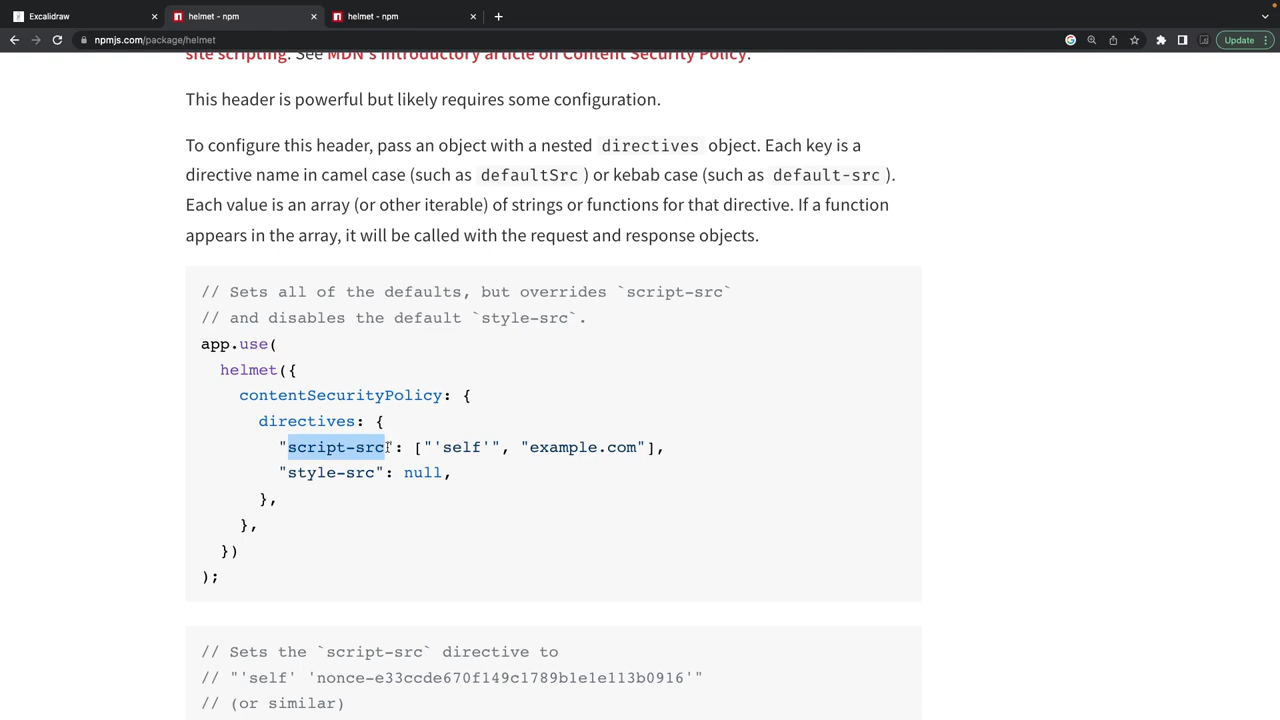 Excalidraw
helmet - npm
helmet - npm
npmjs.com/package/helmet
Update
site scripting. See MDN's Introductory article on Content Security Policy.
This header is powerful but likely requires some configuration.
To configure this header, pass an object with a nested directives object. Each key is a
directive name in camel case (such as defaultSrc ) or kebab case (such as default-src ).
Each value is an array (or other iterable) of strings or functions for that directive. If a function
appears in the array, it will be called with the request and response objects.
// Sets all of the defaults, but overrides `script-src`
// and disables the default `style-src`.
app.use(
helmet({
contentSecurityPolicy: {
directives: {
"script-src": ["'self'", "example.com"],
"style-src": null,
},
},
})
);
// Sets the `script-src` directive to
// "'self' 'nonce-e33ccde670f149c1789b1e1e113b0916'"
// (or similar)